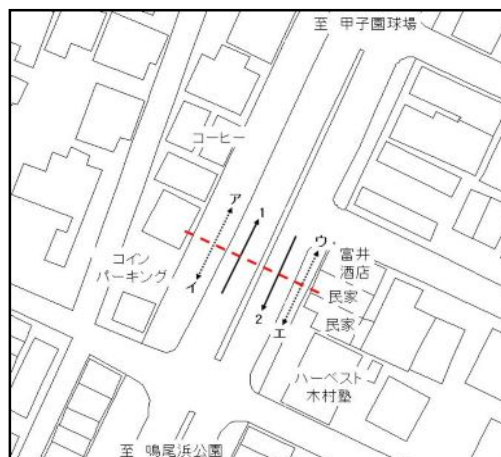 至 甲子園球場
コーヒー
ア
1
ウ
富井
酒店
コイン
パーキング
イ
民家
2
エ
民家
ハーベスト
木村塾
至 鳴尾浜公園